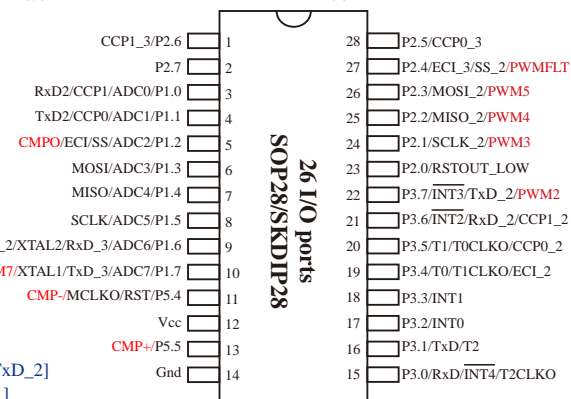 CCP1_3/P2.6 1 28 P2.5/CCP0_3
P2.7 2 27 P2.4/ECI_3/SS_2/PWMFLT
RxD2/CCP1/ADC0/P1.0 3 26 P2.3/MOSI_2/PWM5
TxD2/CCP0/ADC1/P1.1 4 25 P2.2/MISO_2/PWM4
CMPO/ECI/SS/ADC2/P1.2 5 24 P2.1/SCLK_2/PWM3
MOSI/ADC3/P1.3 6 23 P2.0/RSTOUT_LOW
MISO/ADC4/P1.4 7 22 P3.7/INT3/TxD_2/PWM2
SCLK/ADC5/P1.5 8 21 P3.6/INT2/RxD_2/CCP1_2
_2/XTAL2/RxD_3/ADC6/P1.6 9 20 P3.5/T1/T0CLKO/CCP0_2
M7/XTAL1/TxD_3/ADC7/P1.7 10 19 P3.4/T0/T1CLKO/ECI_2
CMP-/MCLKO/RST/P5.4 11 18 P3.3/INT1
Vcc 12 17 P3.2/INT0
CMP+/P5.5 13 16 P3.1/TxD/T2
Gnd 14 15 P3.0/RxD/INT4/T2CLKO
26 I/O ports
SOP28/SKDIP28
xD_2]
]